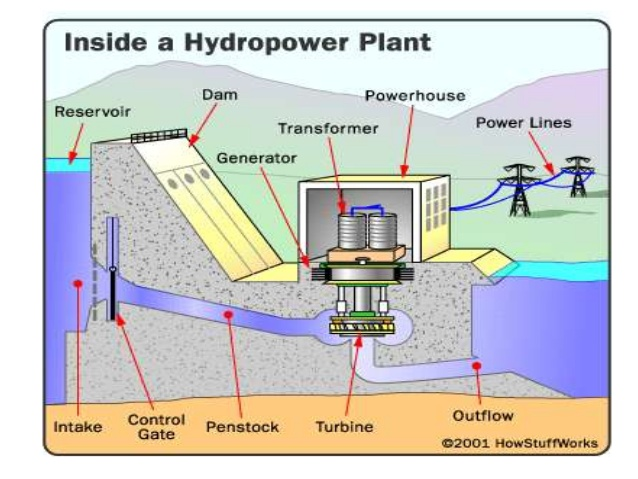 Inside a Hydropower Plant
Reservoir
Dam
Powerhouse
Transformer
Power Lines
Generator
Intake
Control
Gate
Penstock
Turbine
Outflow
©2001 HowStuffWorks